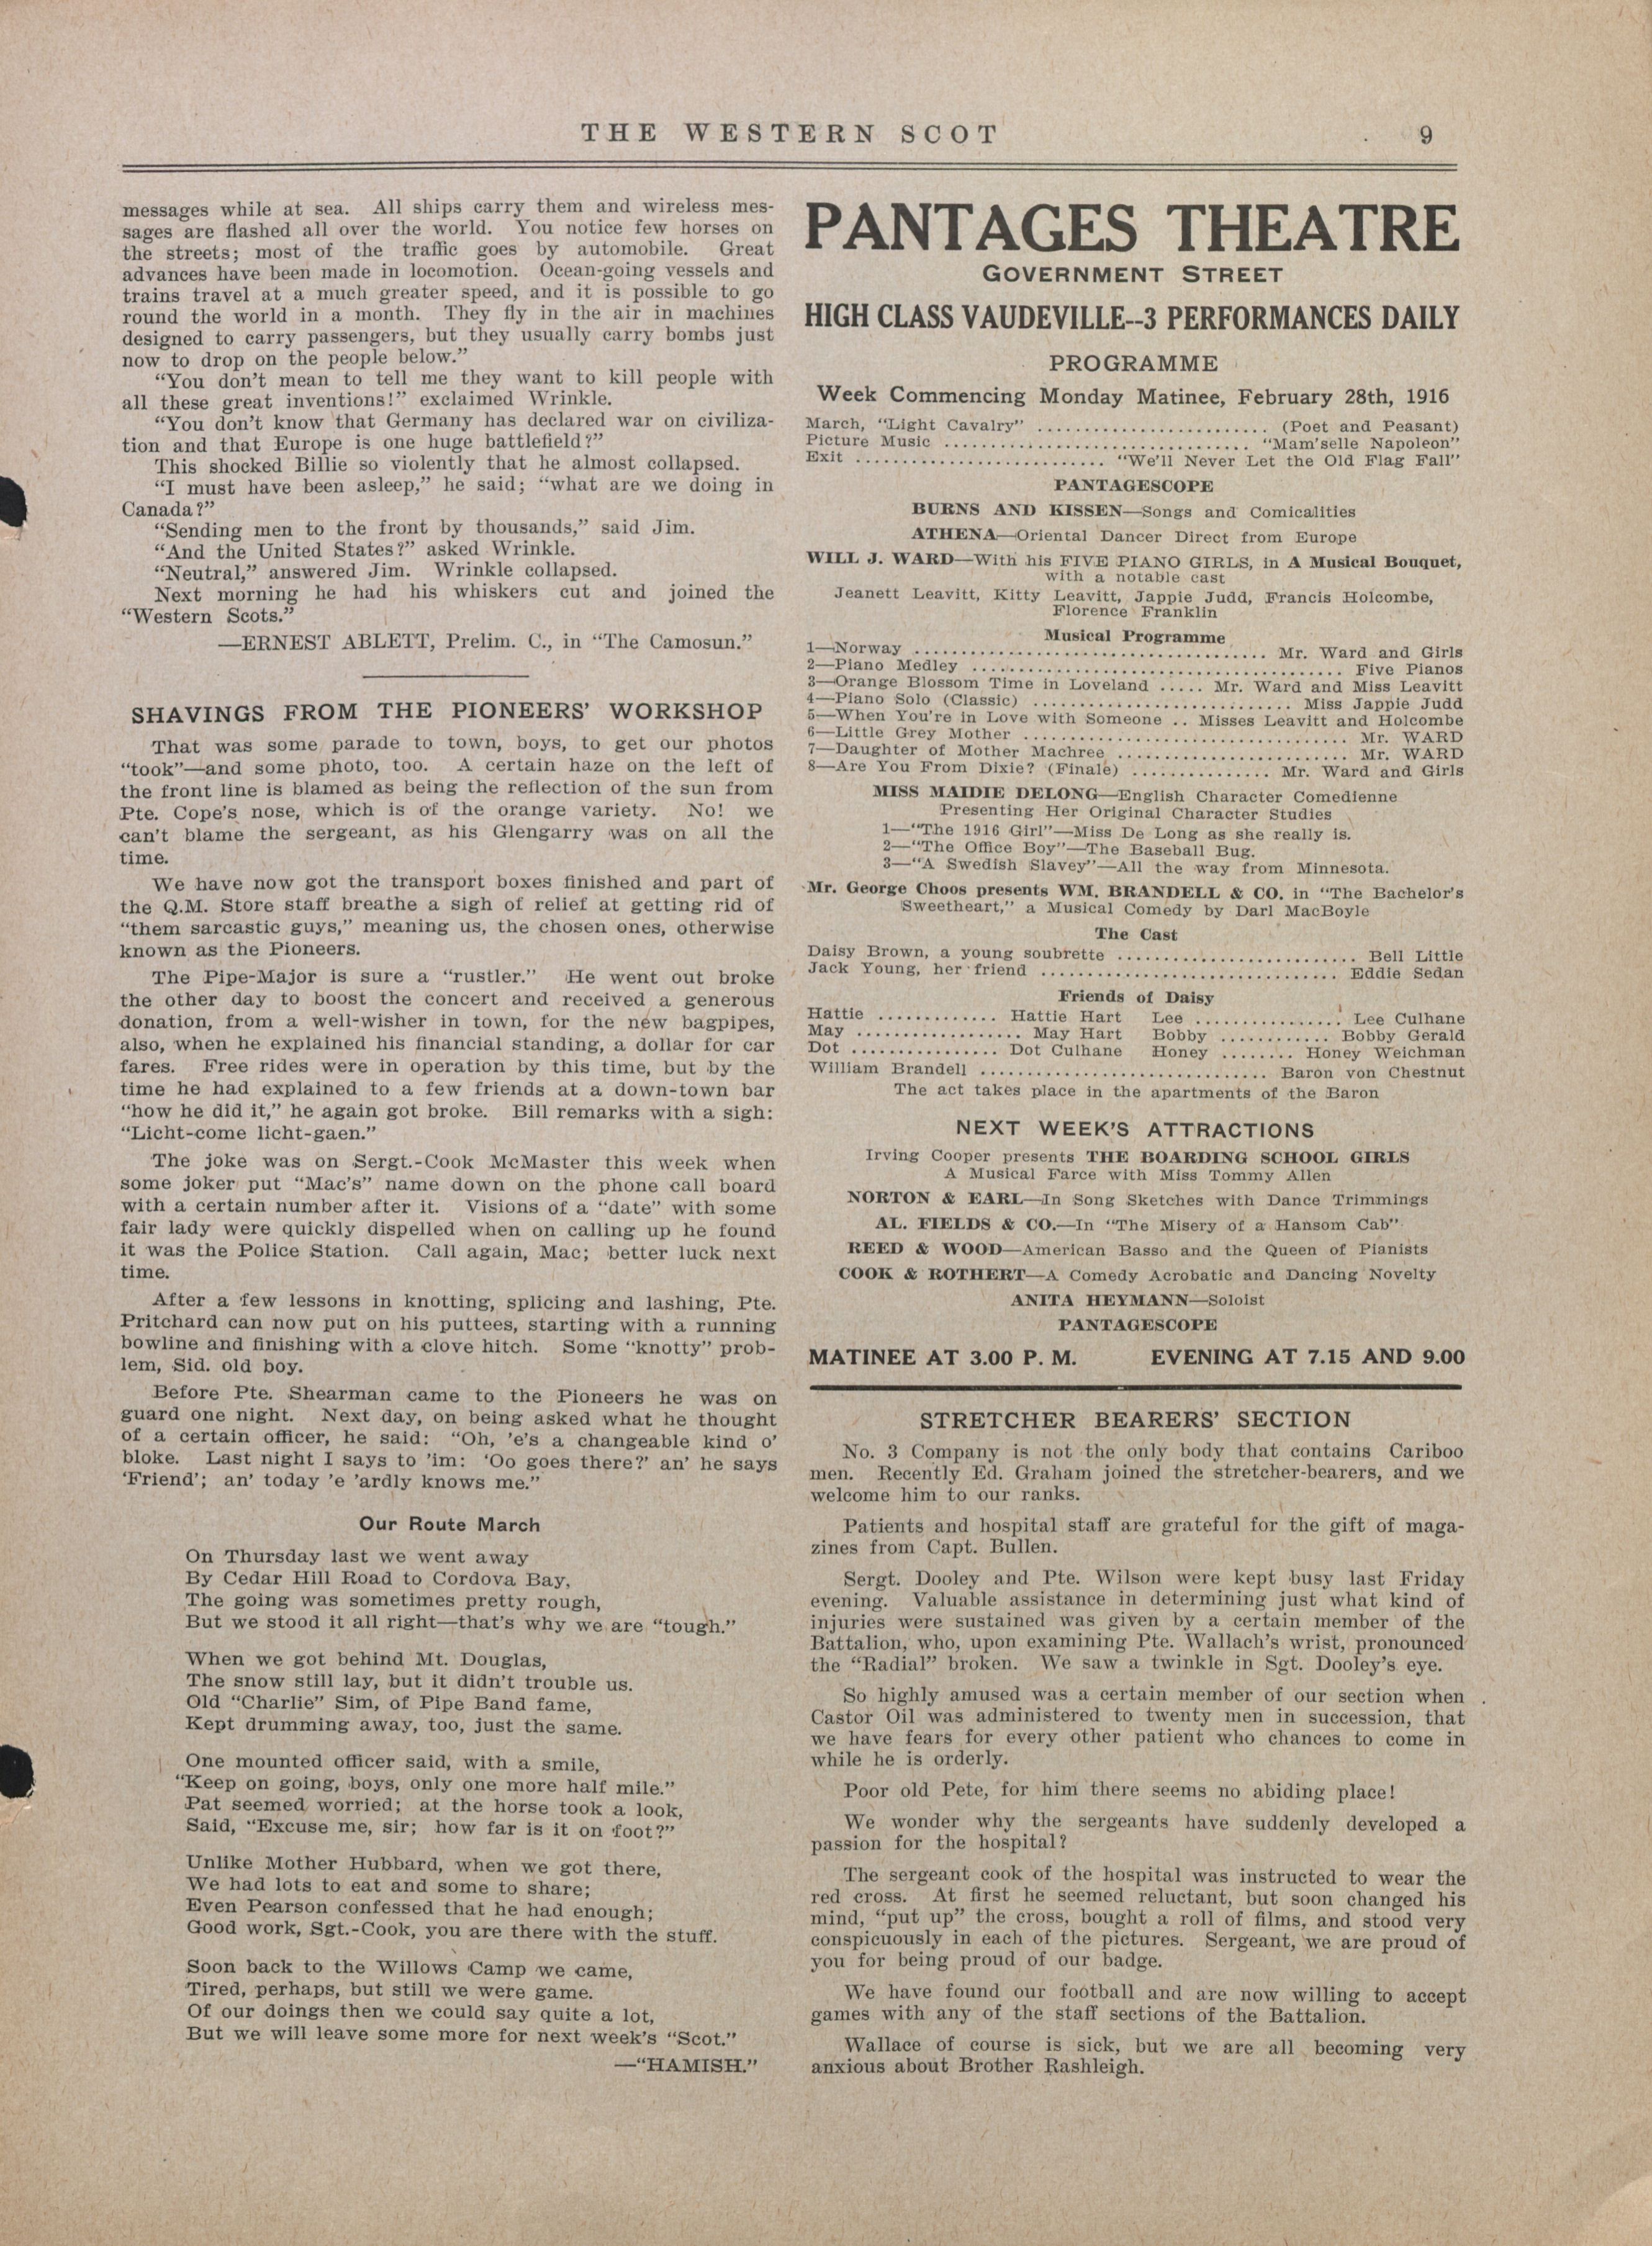 THE WESTERN SCOT
9
messages while at sea. All ships carry them and wireless mes-
sages are flashed all over the world. You notice few horses on
the streets; most of the traffic goes by automobile. Great
advances have been made in locomotion. Ocean-going vessels and
trains travel at a much greater speed, and it is possible to go
round the world in a month. They fly in the air in machines
designed to carry passengers, but they usually carry bombs just
now to drop on the people below.”
“You don’t mean to tell me they want to kill people with
all these great inventions!” exclaimed Wrinkle.
“You don’t know that Germany has declared war on civiliza-
tion and that Europe is one huge battlefield?”
This shocked Billie so violently that he almost collapsed.
“I must have been asleep,” he said; “what are we doing in
Canada?”
“Sending men to the front by thousands,” said Jim.
“And the United States?” asked Wrinkle.
“Neutral,” answered Jim. Wrinkle collapsed.
Next morning he had his whiskers cut and joined the
“Western Scots.”
—ERNEST ABLETT, Prelim. C., in “The Camosun.”
SHAVINGS FROM THE PIONEERS’ WORKSHOP
That was some parade to town, boys, to get our photos
“took”—and some photo, too. A certain haze on the left of
the front line is blamed as being the reflection of the sun from
Pte. Cope’s nose, which is of the orange variety. No! we
can’t blame the sergeant, as his Glengarry was on all the
time.
We have now got the transport boxes finished and part of
the Q.M. Store staff breathe a sigh of relief at getting rid of
“them sarcastic guys,” meaning us, the chosen ones, otherwise
known as the Pioneers.
The Pipe-Major is sure a “rustler.” He went out broke
the other day to boost the concert and received a generous
donation, from a well-wisher in town, for the new bagpipes,
also, when he explained his financial standing, a dollar for car
fares. Free rides were in operation by this time, but by the
time he had explained to a few friends at a down-town bar
“how he did it,” he again got broke. Bill remarks with a sigh:
“Licht-come licht-gaen.”
The joke was on Sergt.-Cook McMaster this week when
some joker put “Mac’s” name down on the phone call board
with a certain number after it. Visions of a “date” with some
fair lady were quickly dispelled when on calling up he found
it was the Police Station. Call again, Mac; better luck next
time.
After a few lessons in knotting, splicing and lashing, Pte.
Pritchard can now put on his puttees, starting with a running
bowline and finishing with a clove hitch. Some “knotty” prob-
lem, Sid. old boy.
Before Pte. Shearman came to the Pioneers he was on
guard one night. Next day, on being asked what he thought
of a certain officer, he said: “Oh, ’e’s a changeable kind o’
bloke. Last night I says to ’im: ‘Oo goes there?’ an’ he says
‘Friend’; an’ today ’e ’ardly knows me.”
Our Route March
On Thursday last we went away
By Cedar Hill Road to Cordova Bay,
The going was sometimes pretty rough,
But we stood it all right—that’s why we are “tough.”
When we got behind Mt. Douglas,
The snow still lay, but it didn’t trouble us.
Old “Charlie” Sim, of Pipe Band fame,
Kept drumming away, too, just the same.
One mounted officer said, with a smile,
“Keep on going, boys, only one more half mile.”
Pat seemed worried; at the horse took a look,
Said, “Excuse me, sir; how far is it on foot?”
Unlike Mother Hubbard, when we got there,
We had lots to eat and some to share;
Even Pearson confessed that he had enough;
Good work, Sgt.-Cook, you are there with the stuff.
Soon back to the Willows Camp we came,
Tired, perhaps, but still we were game.
Of our doings then we could say quite a lot,
But we will leave some more for next week’s “Scot.”
—“HAMISH.”
PANTAGES THEATRE
GOVERNMENT STREET
HIGH CLASS VAUDEVILLE--3 PERFORMANCES DAILY
PROGRAMME
Week Commencing Monday Matinee, February 28th, 1916
March, “Light Cavalry” ......................... (Poet and Peasant)
Picture Music ................................. “Mam’selle Napoleon”
Exit ........................... “We’ll Never Let the Old Flag Fall”
PANTAGESCOPE
BURNS AND KISSEN—Songs and Comicalities
ATHENA—Oriental Dancer Direct from Europe
WILL J. WARD—With his FIVE PIANO GIRLS, in A Musical Bouquet,
with a notable cast
Jeanett Leavitt, Kitty Leavitt, Jappie Judd, Francis Holcombe,
Florence Franklin
Musical Programme
1—Norway ...................................... Mr. Ward and Girls
2—Piano Medley ........................................ Five Pianos
3—Orange Blossom Time in Loveland ..... Mr. Ward and Miss Leavitt
4—Piano Solo (Classic) ............................ Miss Jappie Judd
5—When You’re in Love with Someone .. Misses Leavitt and Holcombe
6—Little Grey Mother ................................... Mr. WARD
7—Daughter of Mother Machree ......................... Mr. WARD
8—Are You From Dixie? (Finale) ............... Mr. Ward and Girls
MISS MAIDIE DELONG—English Character Comedienne
Presenting Her Original Character Studies
1—“The 1916 Girl”—Miss De Long as she really is.
2—“The Office Boy”—The Baseball Bug.
3—“A Swedish Slavey”—All the way from Minnesota.
Mr. George Choos presents WM. BRANDELL & CO. in “The Bachelor’s
Sweetheart,” a Musical Comedy by Darl MacBoyle
The Cast
Daisy Brown, a young soubrette .......................... Bell Little
Jack Young, her friend ................................ Eddie Sedan
Friends of Daisy
Hattie ............. Hattie Hart Lee ................ Lee Culhane
May .................. May Hart Bobby ............ Bobby Gerald
Dot ................ Dot Culhane Honey ........ Honey Weichman
William Brandell ............................... Baron von Chestnut
The act takes place in the apartments of the Baron
NEXT WEEK’S ATTRACTIONS
Irving Cooper presents THE BOARDING SCHOOL GIRLS
A Musical Farce with Miss Tommy Allen
NORTON & EARL—In Song Sketches with Dance Trimmings
AL. FIELDS & CO.—In “The Misery of a Hansom Cab”
REED & WOOD—American Basso and the Queen of Pianists
COOK & ROTHERT—A Comedy Acrobatic and Dancing Novelty
ANITA HEYMANN—Soloist
PANTAGESCOPE
MATINEE AT 3.00 P. M. EVENING AT 7.15 AND 9.00
STRETCHER BEARERS’ SECTION
No. 3 Company is not the only body that contains Cariboo
men. Recently Ed. Graham joined the stretcher-bearers, and we
welcome him to our ranks.
Patients and hospital staff are grateful for the gift of maga-
zines from Capt. Bullen.
Sergt. Dooley and Pte. Wilson were kept busy last Friday
evening. Valuable assistance in determining just what kind of
injuries were sustained was given by a certain member of the
Battalion, who, upon examining Pte. Wallach’s wrist, pronounced
the “Radial” broken. We saw a twinkle in Sgt. Dooley’s eye.
So highly amused was a certain member of our section when
Castor Oil was administered to twenty men in succession, that
we have fears for every other patient who chances to come in
while he is orderly.
Poor old Pete, for him there seems no abiding place!
We wonder why the sergeants have suddenly developed a
passion for the hospital?
The sergeant cook of the hospital was instructed to wear the
red cross. At first he seemed reluctant, but soon changed his
mind, “put up” the cross, bought a roll of films, and stood very
conspicuously in each of the pictures. Sergeant, we are proud of
you for being proud of our badge.
We have found our football and are now willing to accept
games with any of the staff sections of the Battalion.
Wallace of course is sick, but we are all becoming very
anxious about Brother Rashleigh.